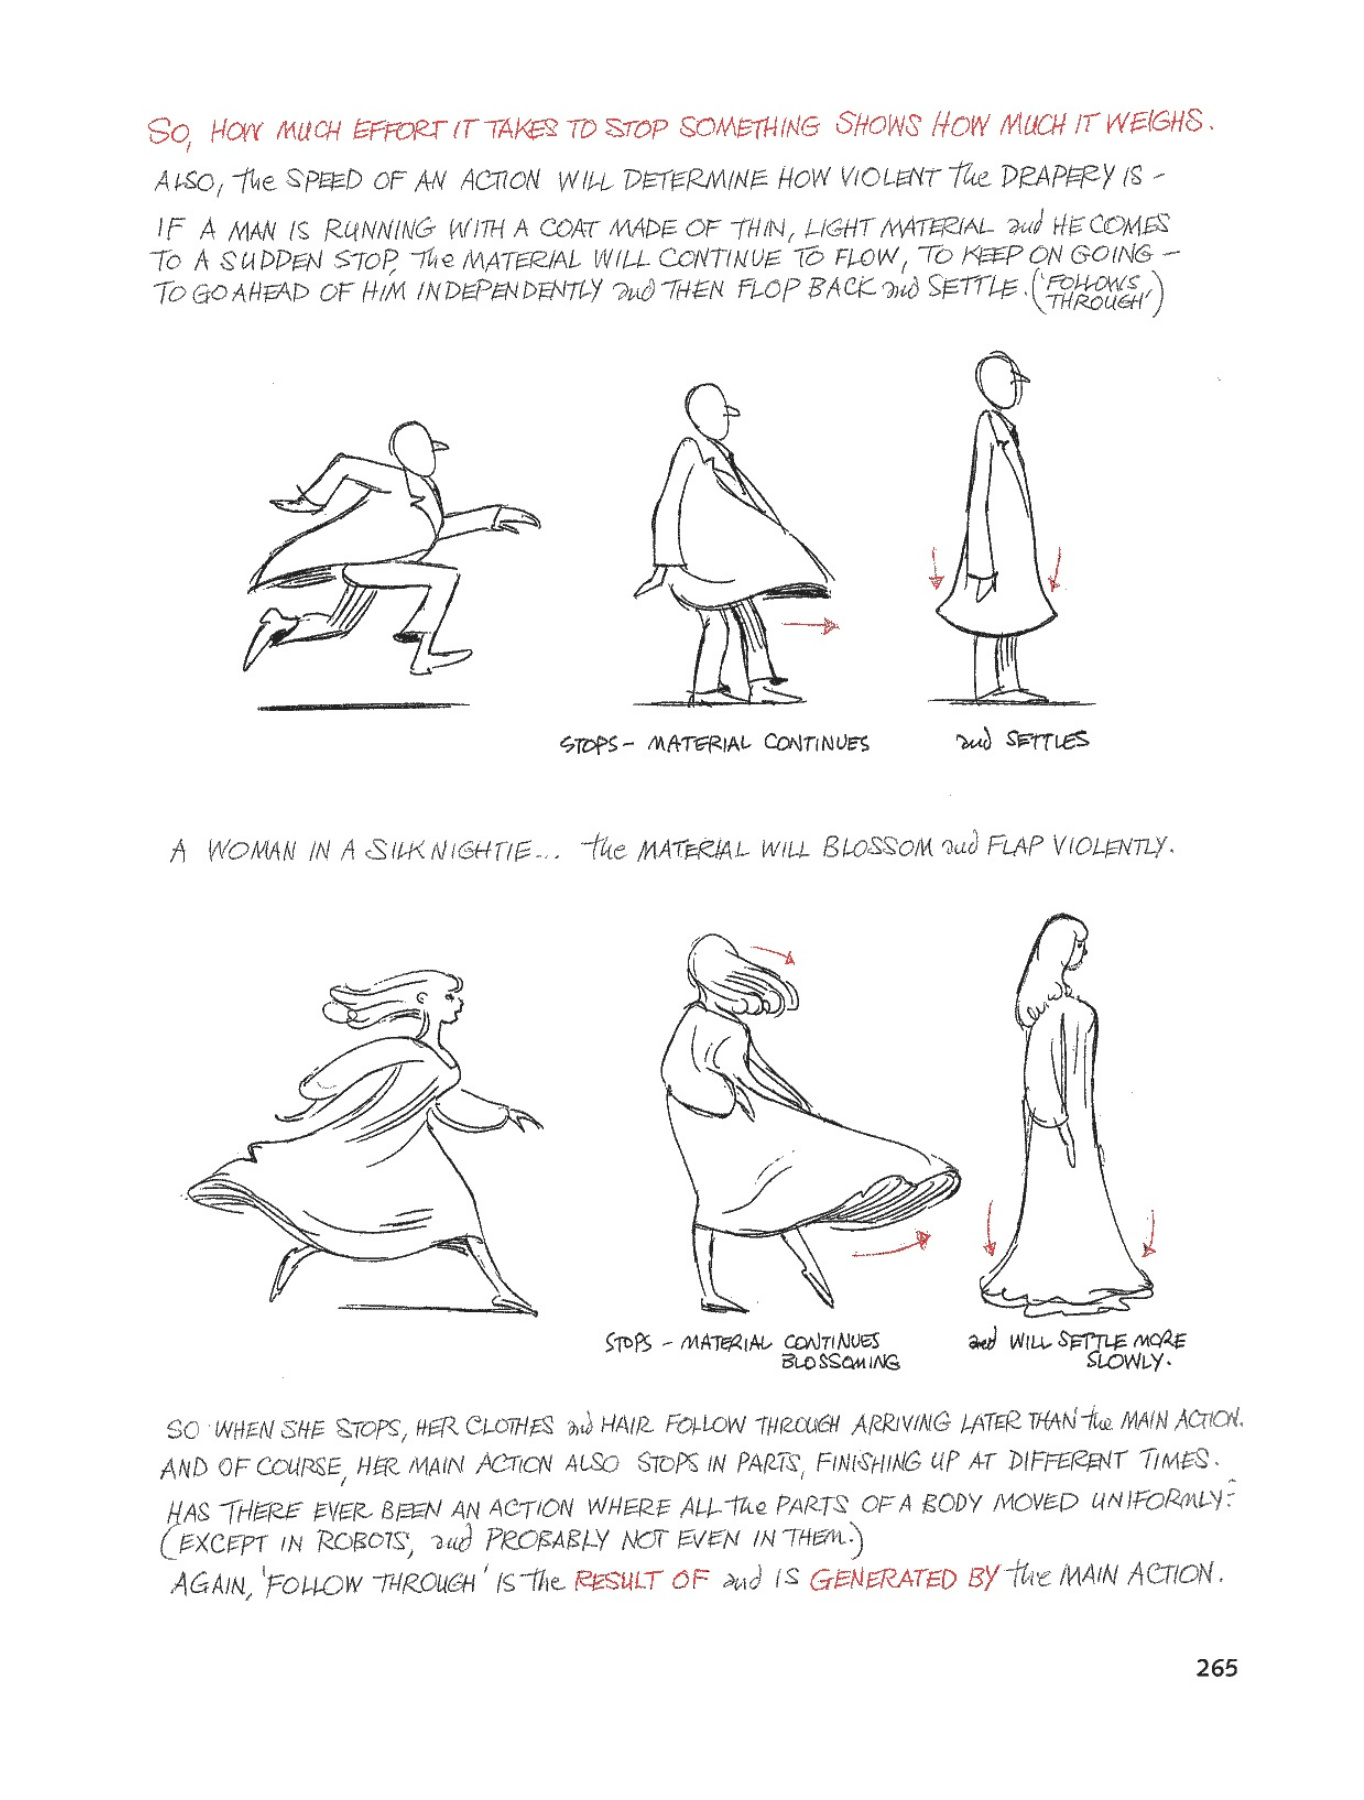 SO, HOW MUCH EFFORT IT TAKES TO STOP SOMETHING SHOWS HOW MUCH IT WEIGHS.
ALSO, the SPEED OF AN ACTION WILL DETERMINE HOW VIOLENT the DRAPERY IS -
IF A MAN IS RUNNING WITH A COAT MADE OF THIN, LIGHT MATERIAL and HE COMES
TO A SUDDEN STOP, the MATERIAL WILL CONTINUE TO FLOW, TO KEEP ON GOING -
TO GO AHEAD OF HIM INDEPENDENTLY and THEN FLOP BACK and SETTLE. ('FOLLOWS
THROUGH')
STOPS - MATERIAL CONTINUES
and SETTLES
A WOMAN IN A SILK NIGHTIE... the MATERIAL WILL BLOSSOM and FLAP VIOLENTLY.
STOPS - MATERIAL CONTINUES
BLOSSOMING
and WILL SETTLE MORE
SLOWLY.
SO WHEN SHE STOPS, HER CLOTHES and HAIR FOLLOW THROUGH ARRIVING LATER THAN the MAIN ACTION.
AND OF COURSE, HER MAIN ACTION ALSO STOPS IN PARTS, FINISHING UP AT DIFFERENT TIMES.
HAS THERE EVER BEEN AN ACTION WHERE ALL the PARTS OF A BODY MOVED UNIFORMLY?
(EXCEPT IN ROBOTS, and PROBABLY NOT EVEN IN THEM.)
AGAIN, 'FOLLOW THROUGH' IS the RESULT OF and IS GENERATED BY the MAIN ACTION.
265